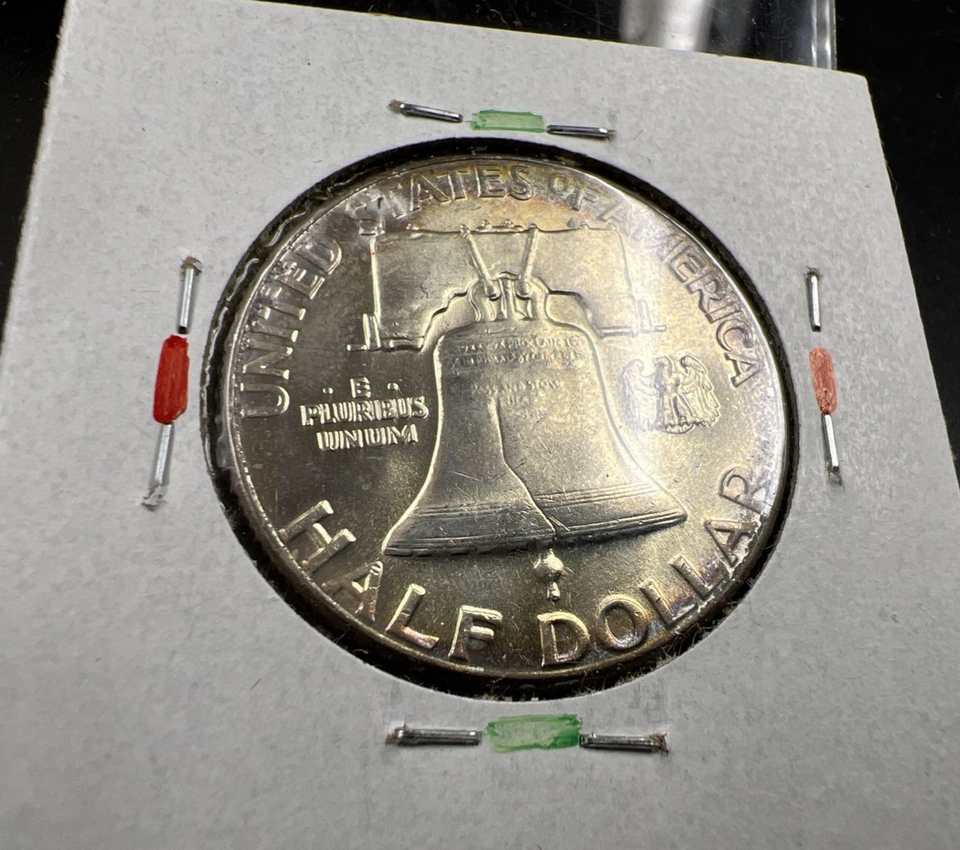 UNITED STATES OF AMERICA
· E ·
PLURIBUS
UNUM
HALF DOLLAR